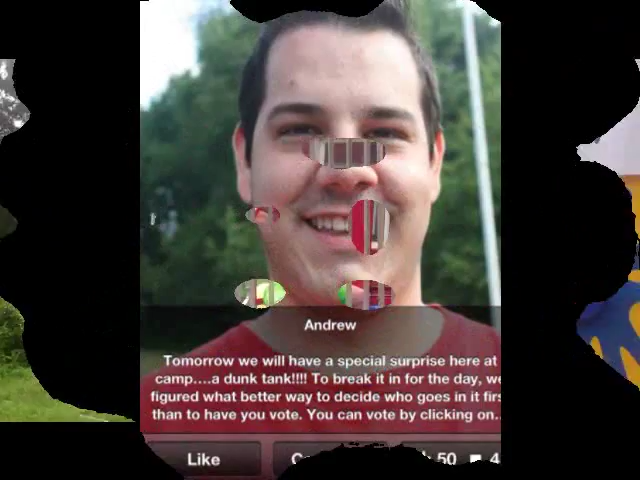 Andrew
Tomorrow we will have a special surprise here at
camp....a dunk tank!!!! To break it in for the day, we
figured what better way to decide who goes in it
than to have you vote. You can vote by clicking on...
Like
50